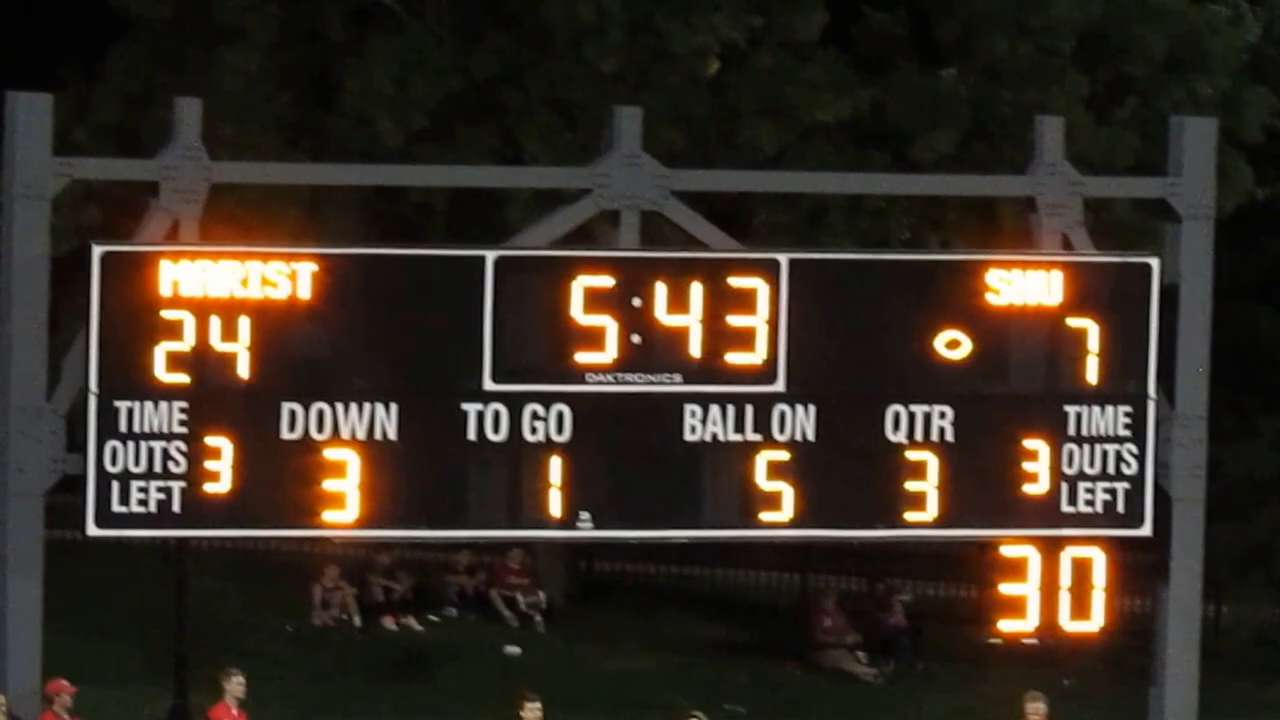 MARIST 5:43 SHU
24 7
DAKTRONICS
TIME OUTS LEFT 3 DOWN 3 TO GO 1 BALL ON 5 QTR 3 3 TIME OUTS LEFT
30